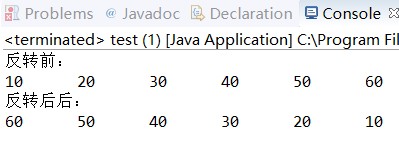 Problems @ Javadoc Declaration Console
<terminated> test (1) [Java Application] C:\Program Fil
反转前:
10 20 30 40 50 60
反转后后:
60 50 40 30 20 10